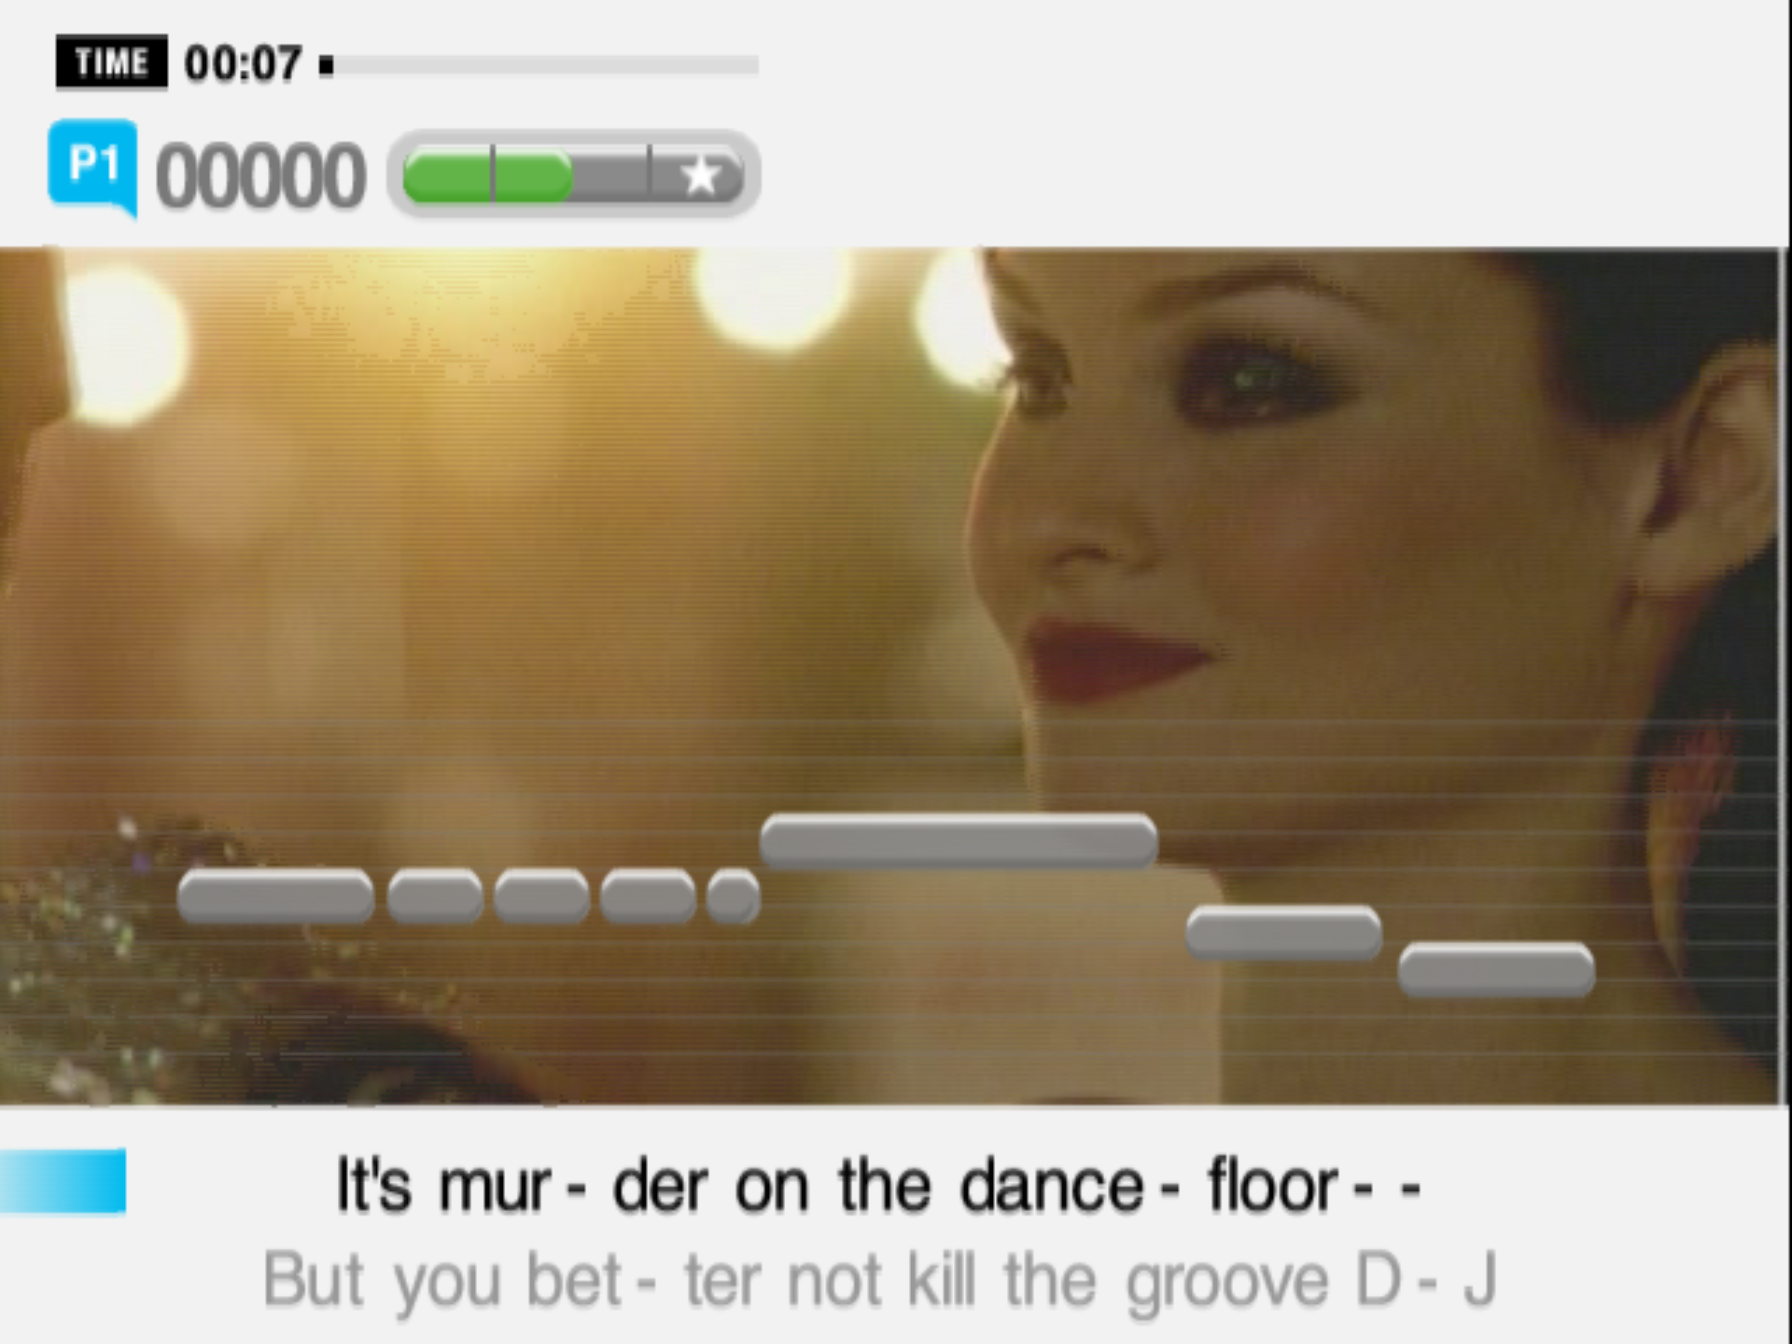 TIME 00:07
P1 00000
It's mur - der on the dance - floor - -
But you bet - ter not kill the groove D - J